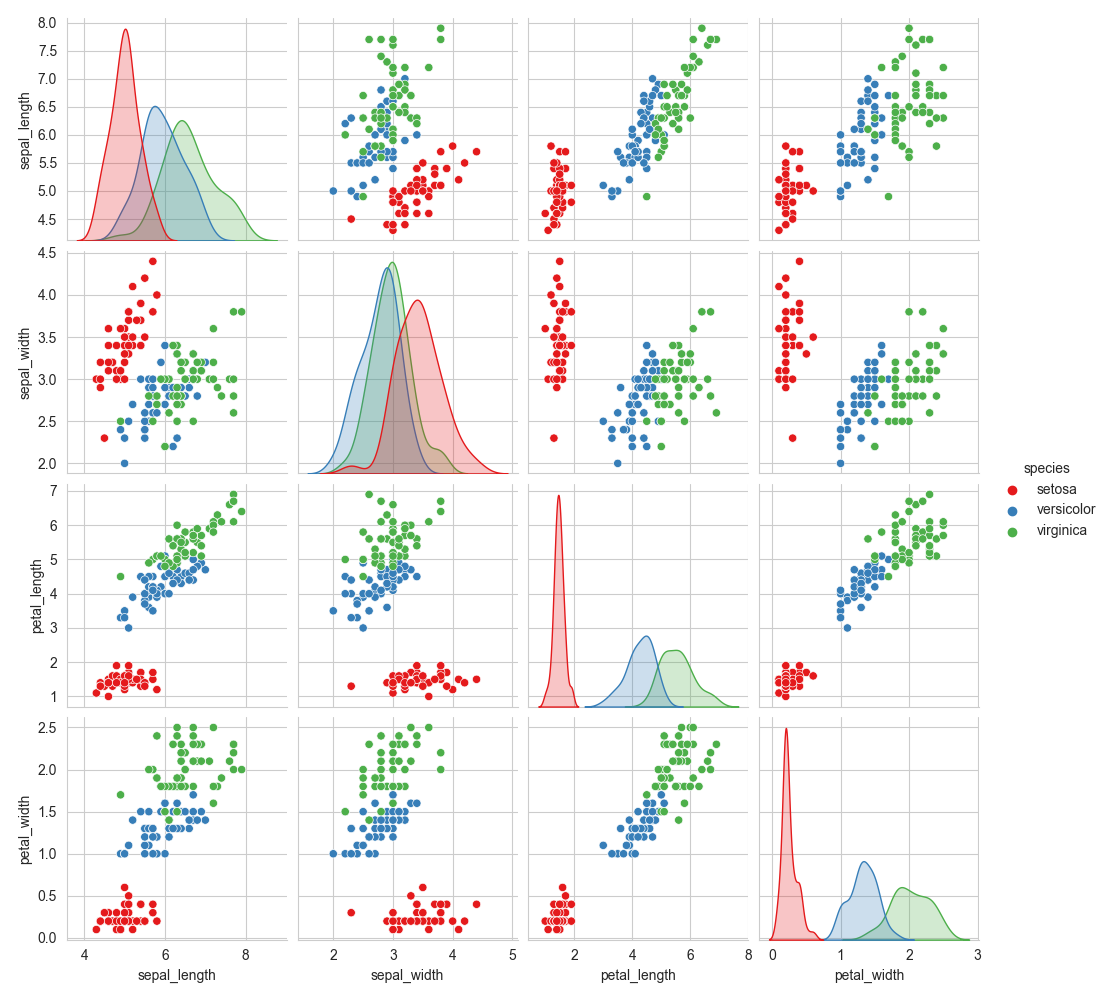 8.0
7.5
7.0
6.5
6.0
5.5
5.0
4.5
sepal_length
4.5
4.0
3.5
3.0
2.5
2.0
sepal_width
species
setosa
versicolor
virginica
7
6
5
4
3
2
1
petal_length
2.5
2.0
1.5
1.0
0.5
0.0
petal_width
4 6 8
2 3 4 5
2 4 6 8
0 1 2 3
sepal_length
sepal_width
petal_length
petal_width